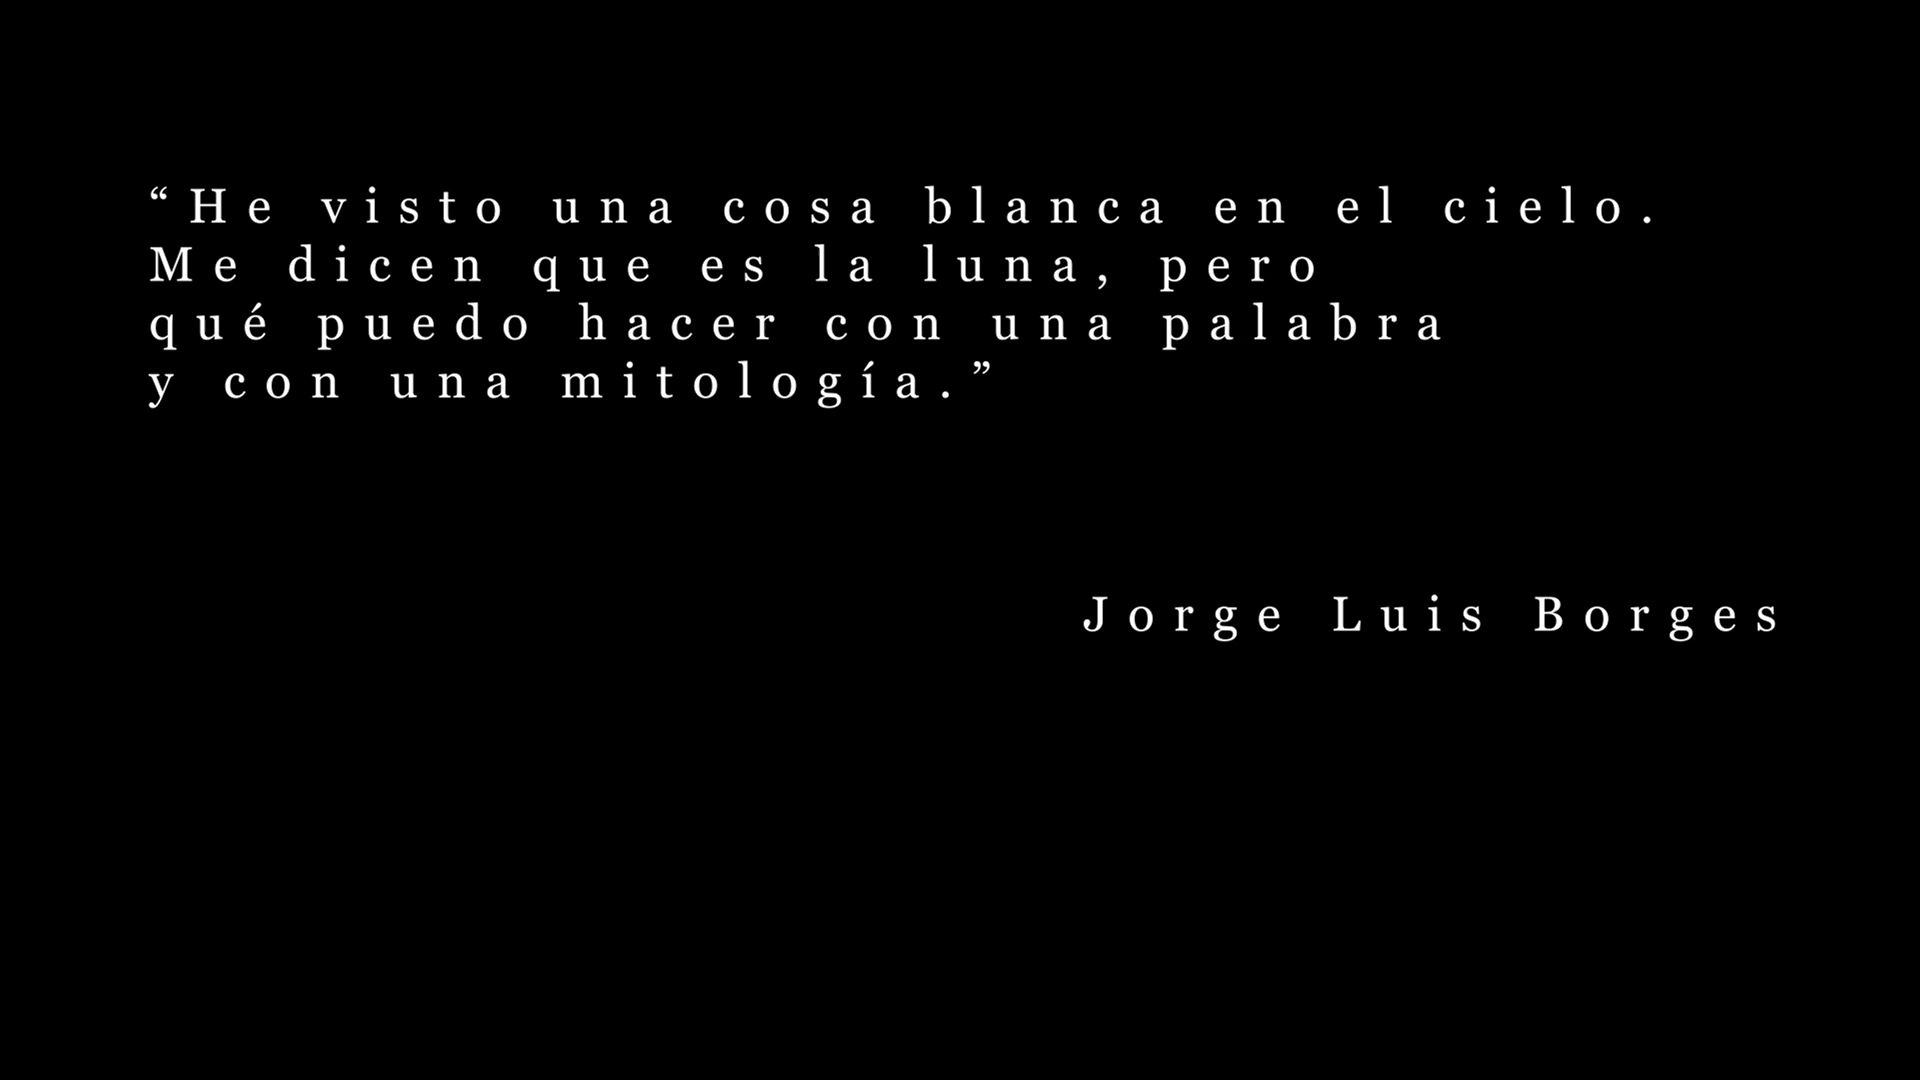 “He visto una cosa blanca en el cielo.
Me dicen que es la luna, pero
qué puedo hacer con una palabra
y con una mitología.”
Jorge Luis Borges